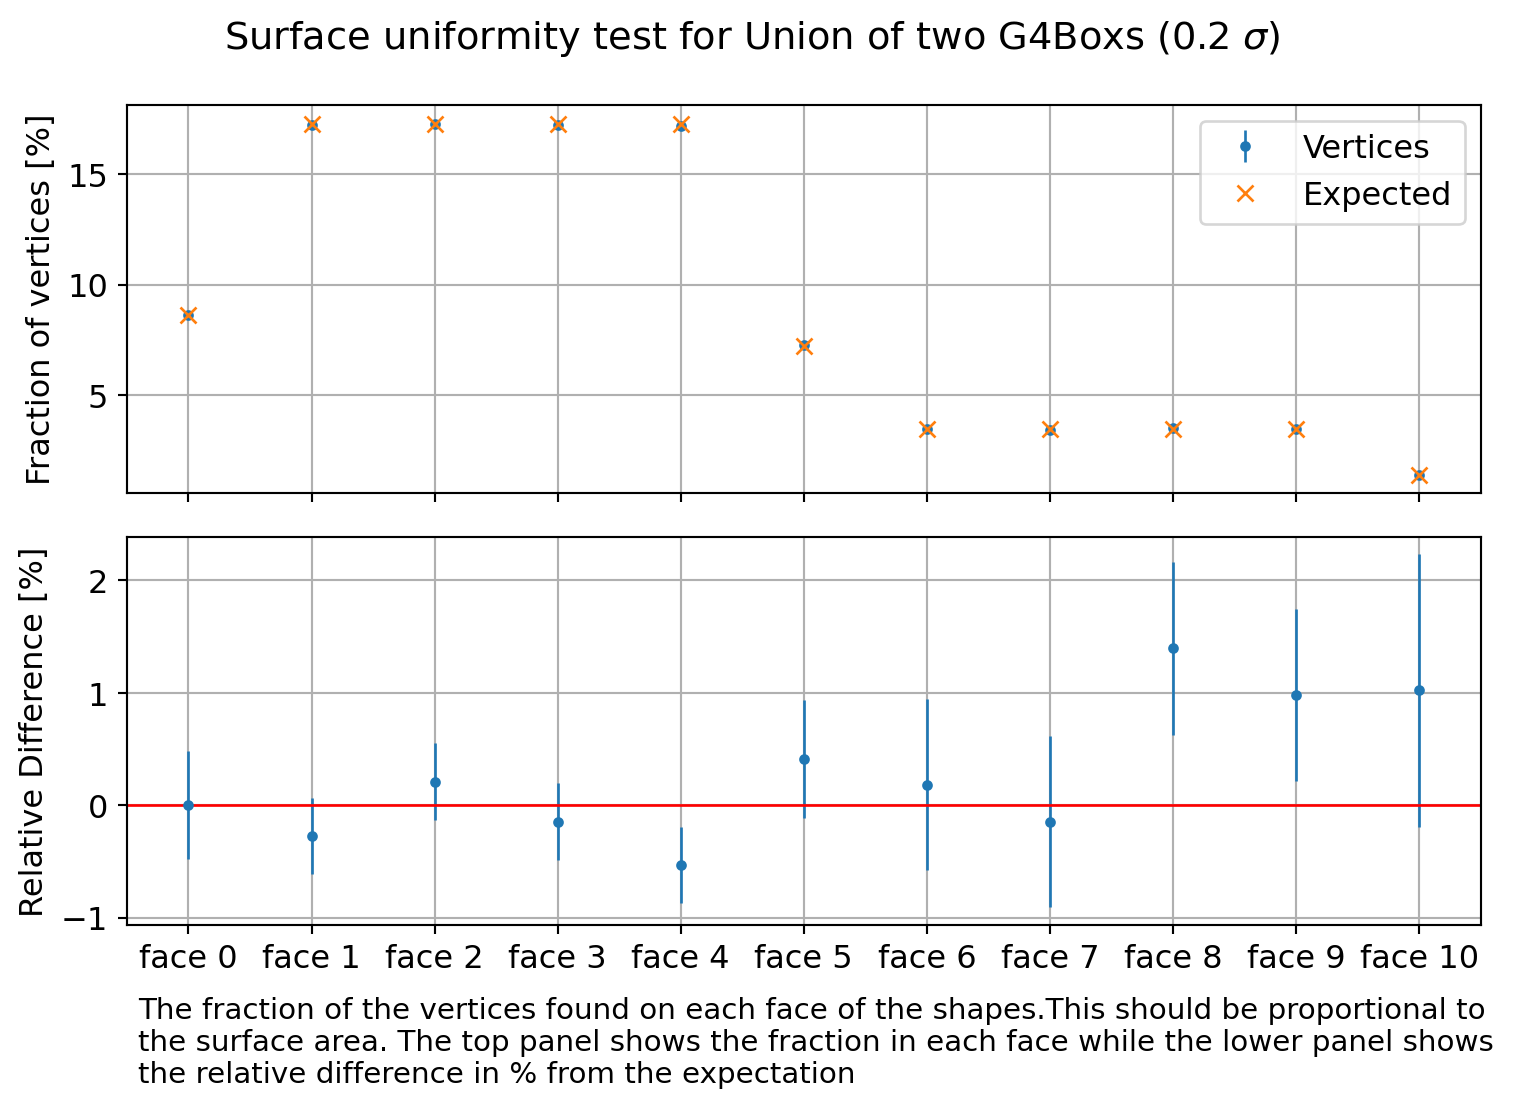 Surface uniformity test for Union of two G4Boxs (0.2 σ)
Fraction of vertices [%]
15
10
5
Vertices
Expected
Relative Difference [%]
2
1
0
−1
face 0 face 1 face 2 face 3 face 4 face 5 face 6 face 7 face 8 face 9 face 10
The fraction of the vertices found on each face of the shapes.This should be proportional to
the surface area. The top panel shows the fraction in each face while the lower panel shows
the relative difference in % from the expectation